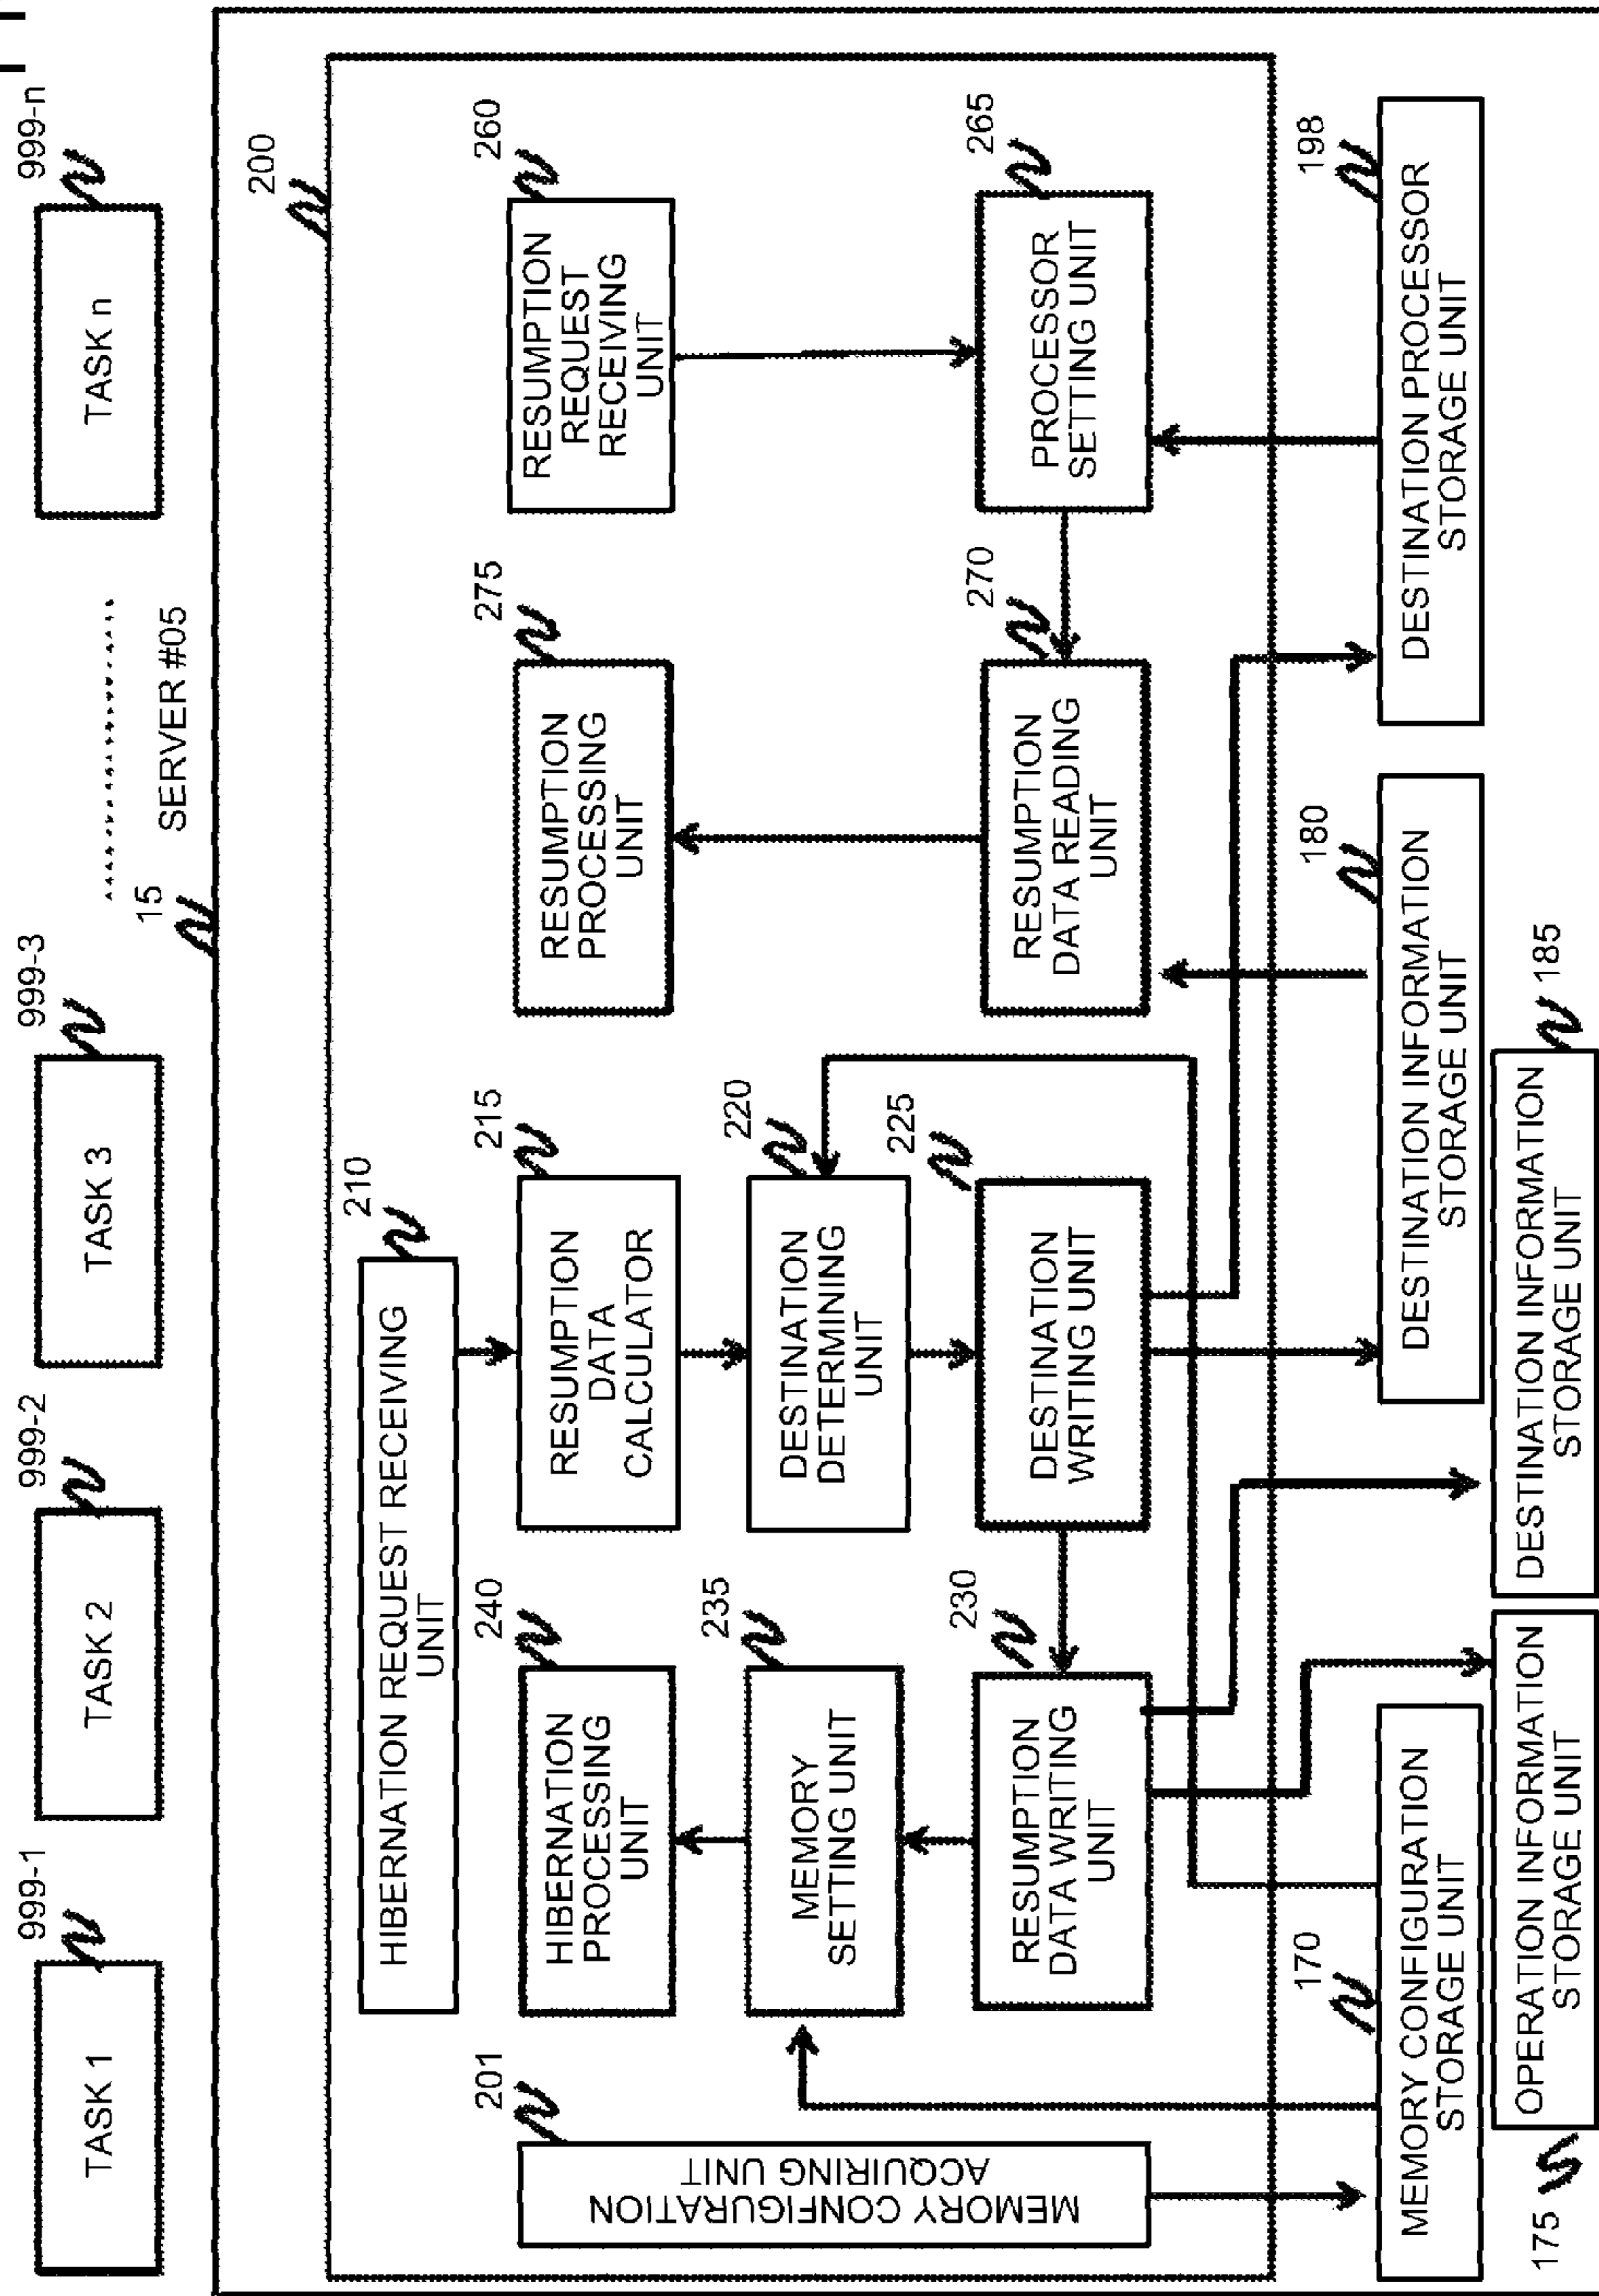 999-1
999-2
999-3
999-n
TASK 1
TASK 2
TASK 3
TASK n
15
SERVER #05
200
210
HIBERNATION REQUEST RECEIVING
UNIT
201
240
215
275
260
MEMORY CONFIGURATION
ACQUIRING UNIT
HIBERNATION
PROCESSING
UNIT
RESUMPTION
DATA
CALCULATOR
RESUMPTION
PROCESSING
UNIT
RESUMPTION
REQUEST
RECEIVING
UNIT
235
220
MEMORY
SETTING UNIT
DESTINATION
DETERMINING
UNIT
230
225
270
265
RESUMPTION
DATA WRITING
UNIT
DESTINATION
WRITING UNIT
RESUMPTION
DATA READING
UNIT
PROCESSOR
SETTING UNIT
170
180
198
MEMORY CONFIGURATION
STORAGE UNIT
DESTINATION INFORMATION
STORAGE UNIT
DESTINATION PROCESSOR
STORAGE UNIT
175
OPERATION INFORMATION
STORAGE UNIT
DESTINATION INFORMATION
STORAGE UNIT
185